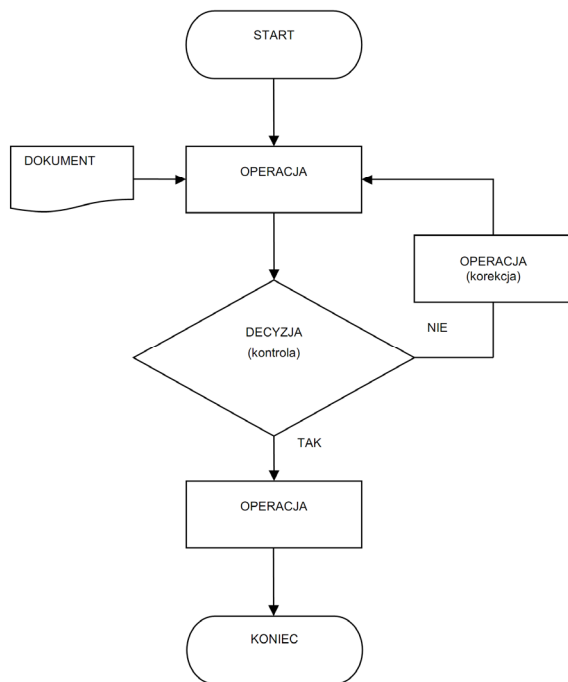 START
DOKUMENT
OPERACJA
OPERACJA
(korekcja)
DECYZJA
(kontrola)
NIE
TAK
OPERACJA
KONIEC